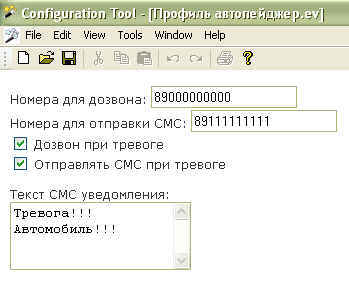 Configuration Tool - [Профиль автопейджер.ev]
File Edit View Tools Window Help
Номера для дозвона: 89000000000
Номера для отправки СМС: 89111111111
Дозвон при тревоге
Отправлять СМС при тревоге
Текст СМС уведомления:
Тревога!!!
Автомобиль!!!